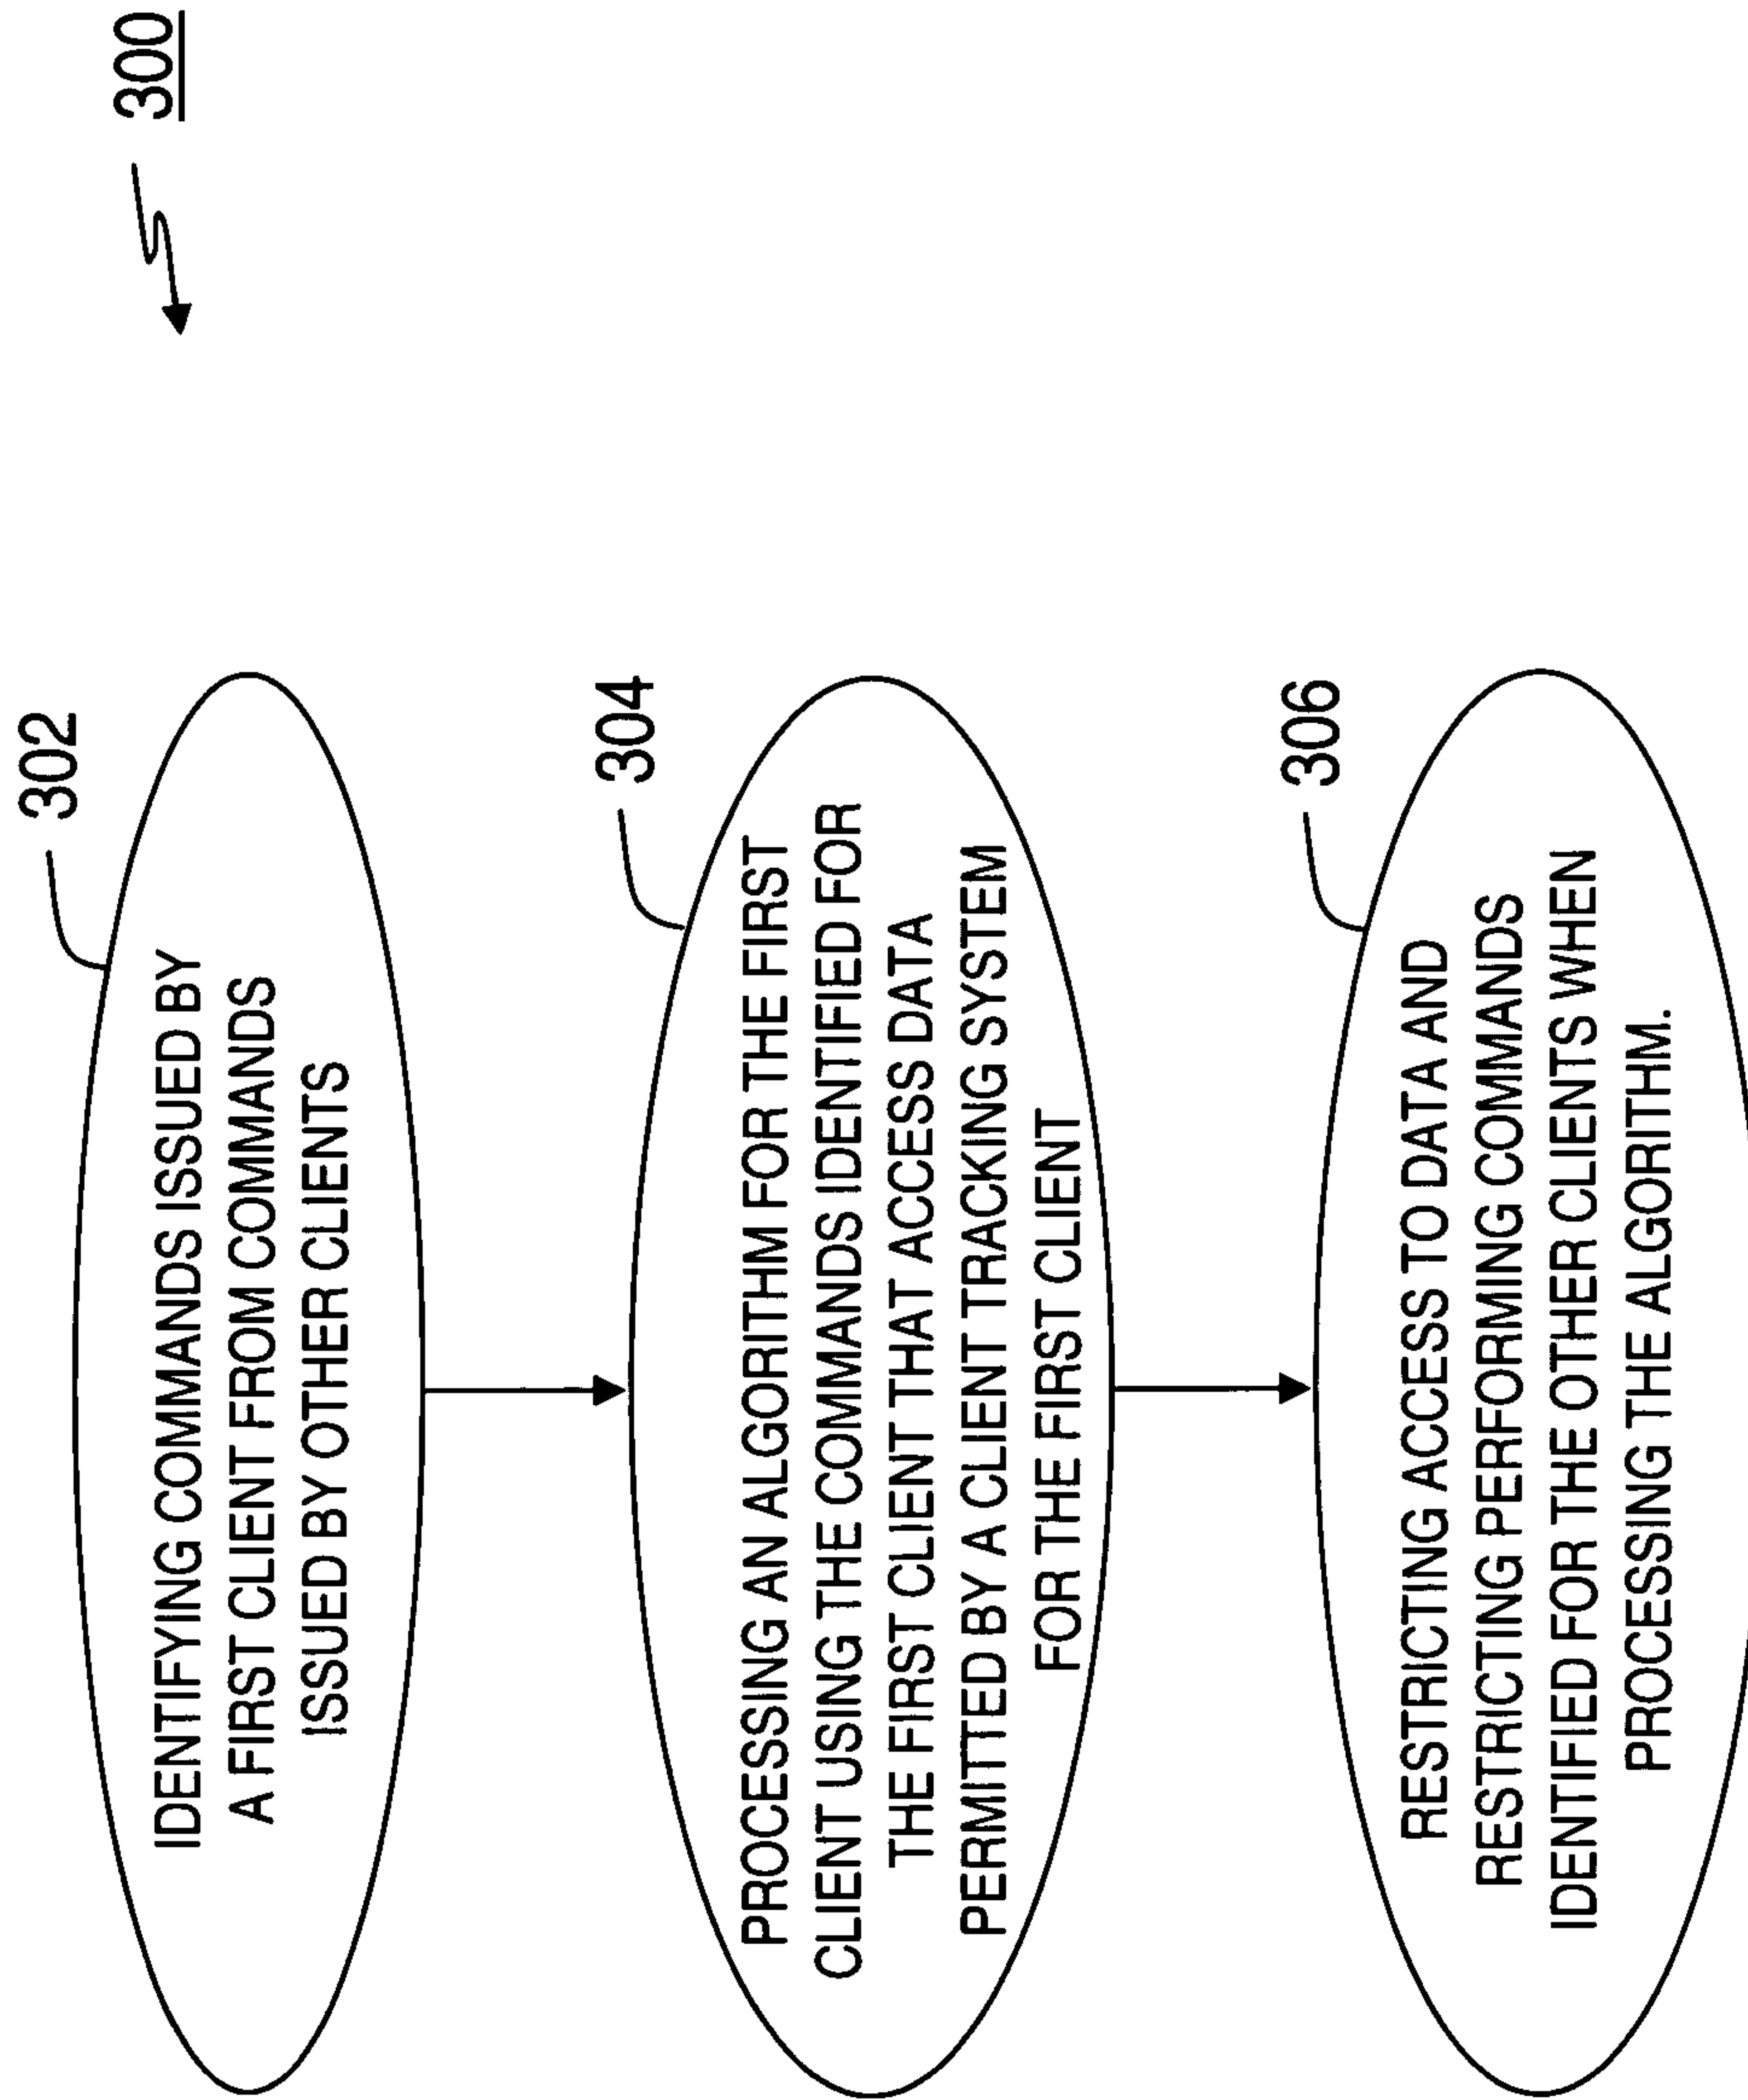 300
302
IDENTIFYING COMMANDS ISSUED BY
A FIRST CLIENT FROM COMMANDS
ISSUED BY OTHER CLIENTS
304
PROCESSING AN ALGORITHM FOR THE FIRST
CLIENT USING THE COMMANDS IDENTIFIED FOR
THE FIRST CLIENT THAT ACCESS DATA
PERMITTED BY A CLIENT TRACKING SYSTEM
FOR THE FIRST CLIENT
306
RESTRICTING ACCESS TO DATA AND
RESTRICTING PERFORMING COMMANDS
IDENTIFIED FOR THE OTHER CLIENTS WHEN
PROCESSING THE ALGORITHM.